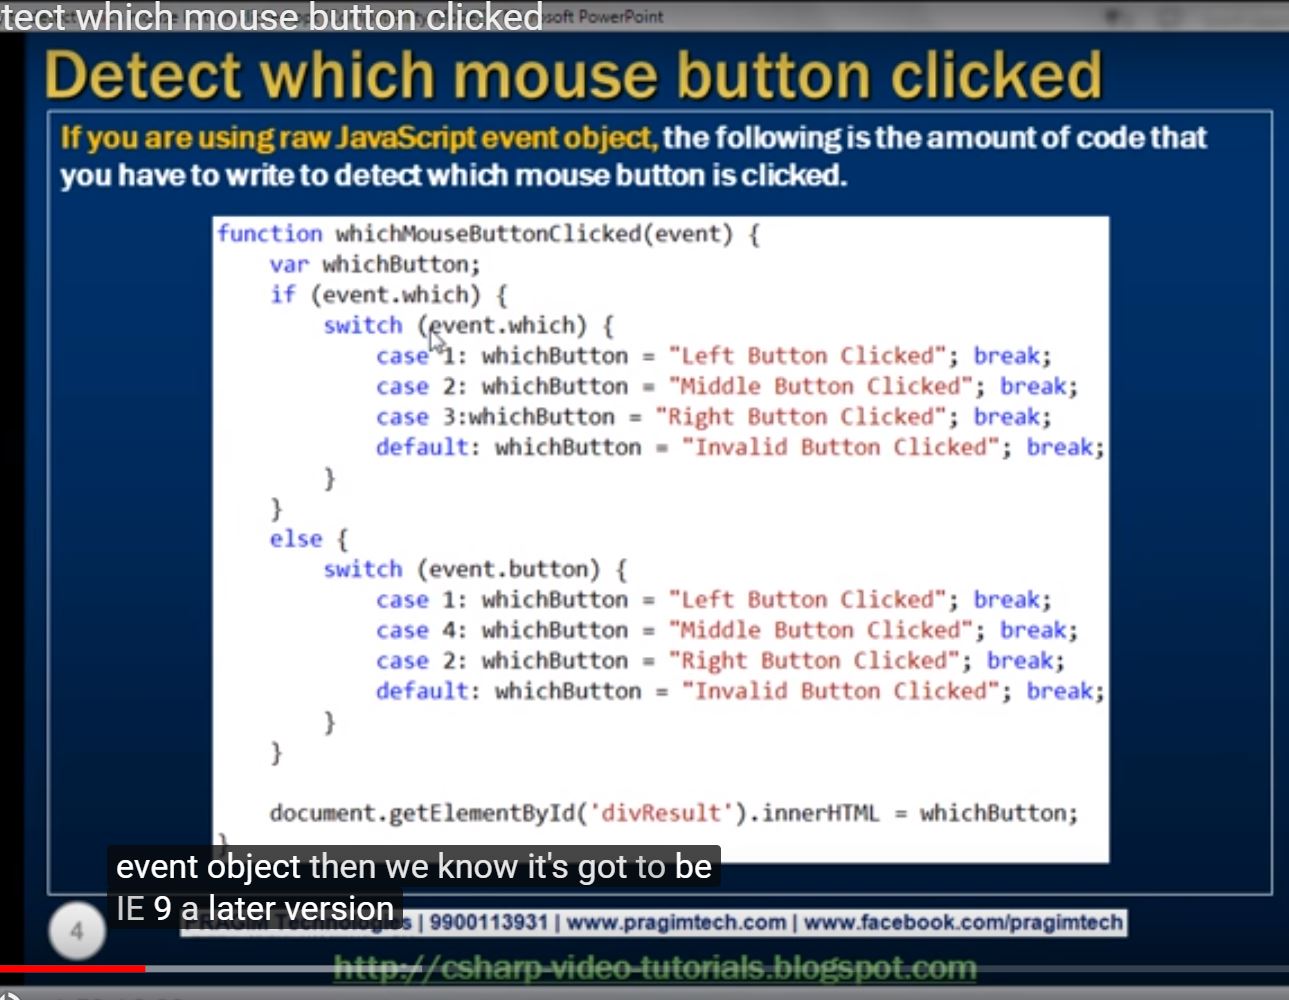 tect which mouse button clicked
soft PowerPoint
Detect which mouse button clicked
If you are using raw JavaScript event object, the following is the amount of code that
you have to write to detect which mouse button is clicked.
function whichMouseButtonClicked(event) {
var whichButton;
if (event.which) {
switch (event.which) {
case 1: whichButton = "Left Button Clicked"; break;
case 2: whichButton = "Middle Button Clicked"; break;
case 3:whichButton = "Right Button Clicked"; break;
default: whichButton = "Invalid Button Clicked"; break;
}
}
else {
switch (event.button) {
case 1: whichButton = "Left Button Clicked"; break;
case 4: whichButton = "Middle Button Clicked"; break;
case 2: whichButton = "Right Button Clicked"; break;
default: whichButton = "Invalid Button Clicked"; break;
}
}
document.getElementById('divResult').innerHTML = whichButton;
}
event object then we know it's got to be
IE 9 a later version
4
PRAGIM Technologies | 9900113931 | www.pragimtech.com | www.facebook.com/pragimtech
http://csharp-video-tutorials.blogspot.com